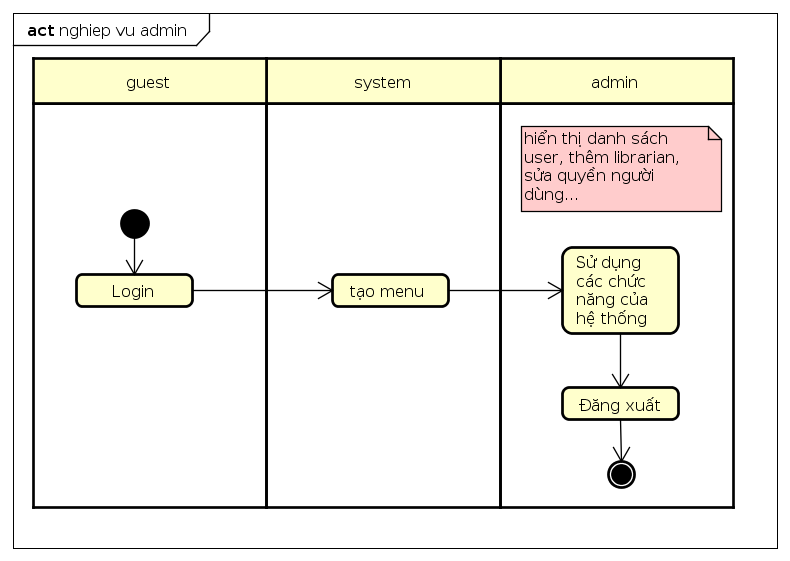 act nghiep vu admin
guest
system
admin
hiển thị danh sách
user, thêm librarian,
sửa quyền người
dùng...
Login
tạo menu
Sử dụng
các chức
năng của
hệ thống
Đăng xuất